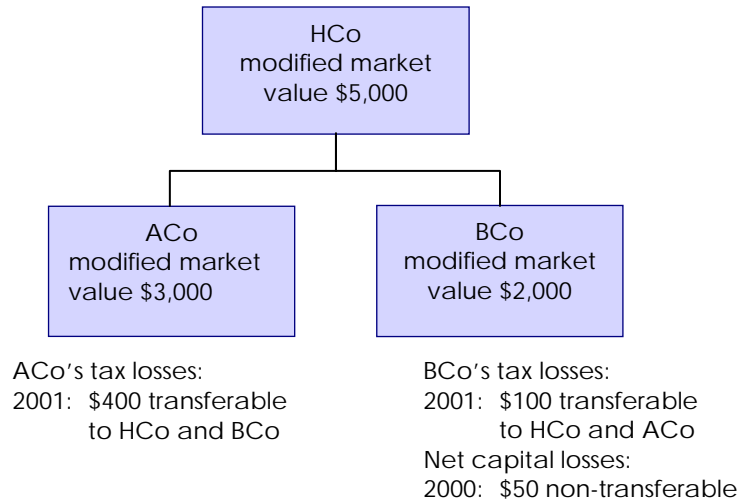 HCo
modified market
value $5,000
ACo
modified market
value $3,000
BCo
modified market
value $2,000
ACo's tax losses:
2001: $400 transferable
to HCo and BCo
BCo's tax losses:
2001: $100 transferable
to HCo and ACo
Net capital losses:
2000: $50 non-transferable